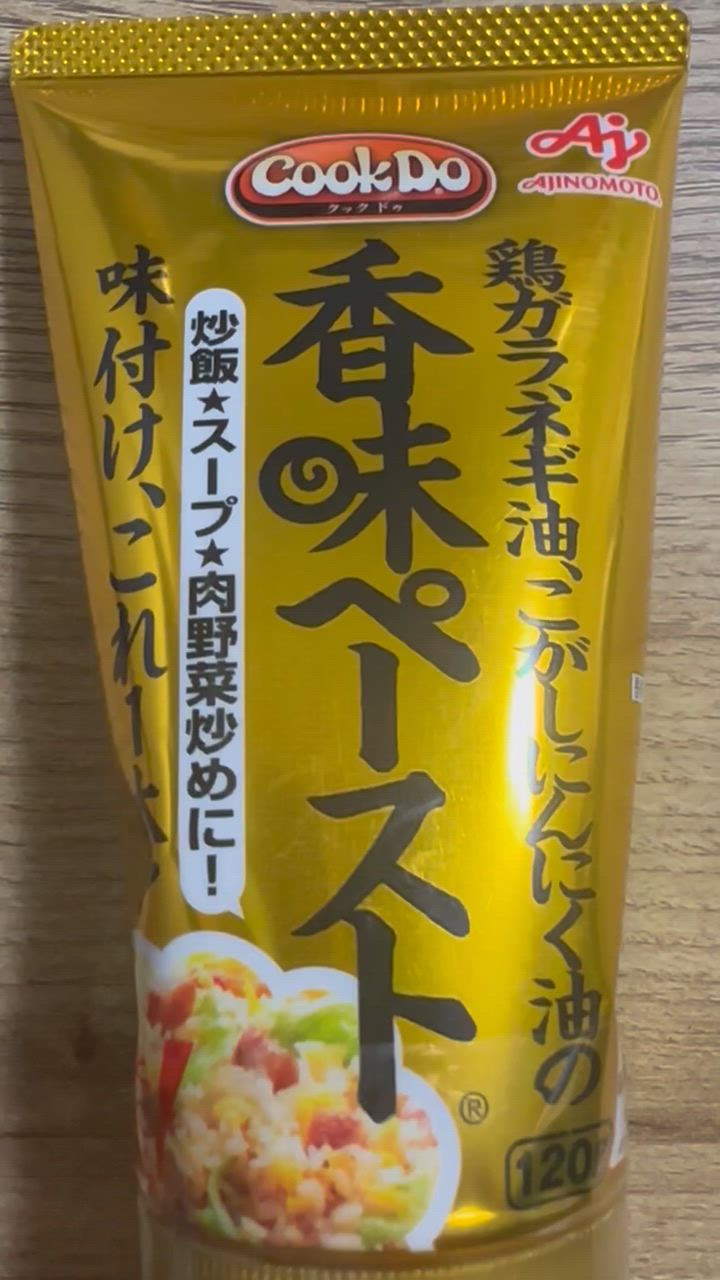 CookDo®
クックドゥ
Aj
AJINOMOTO
鶏ガラ、ネギ油、こがしにんにく油の
香味ペースト®
炒飯★スープ★肉野菜炒めに!
味付け、これ1本
120